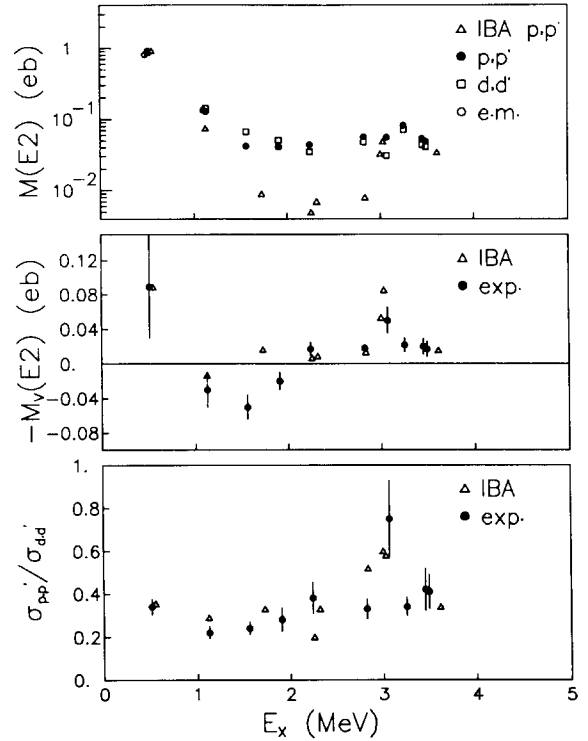 M(E2) (eb)
1
10⁻¹
10⁻²
△ IBA p,p'
● p,p'
□ d,d'
○ e.m.
-M_V(E2) (eb)
0.12
0.08
0.04
0.
-0.04
-0.08
△ IBA
● exp.
σpp'/σd.d'
1.
0.8
0.6
0.4
0.2
0.
△ IBA
● exp.
0 1 2 3 4 5
E_x (MeV)